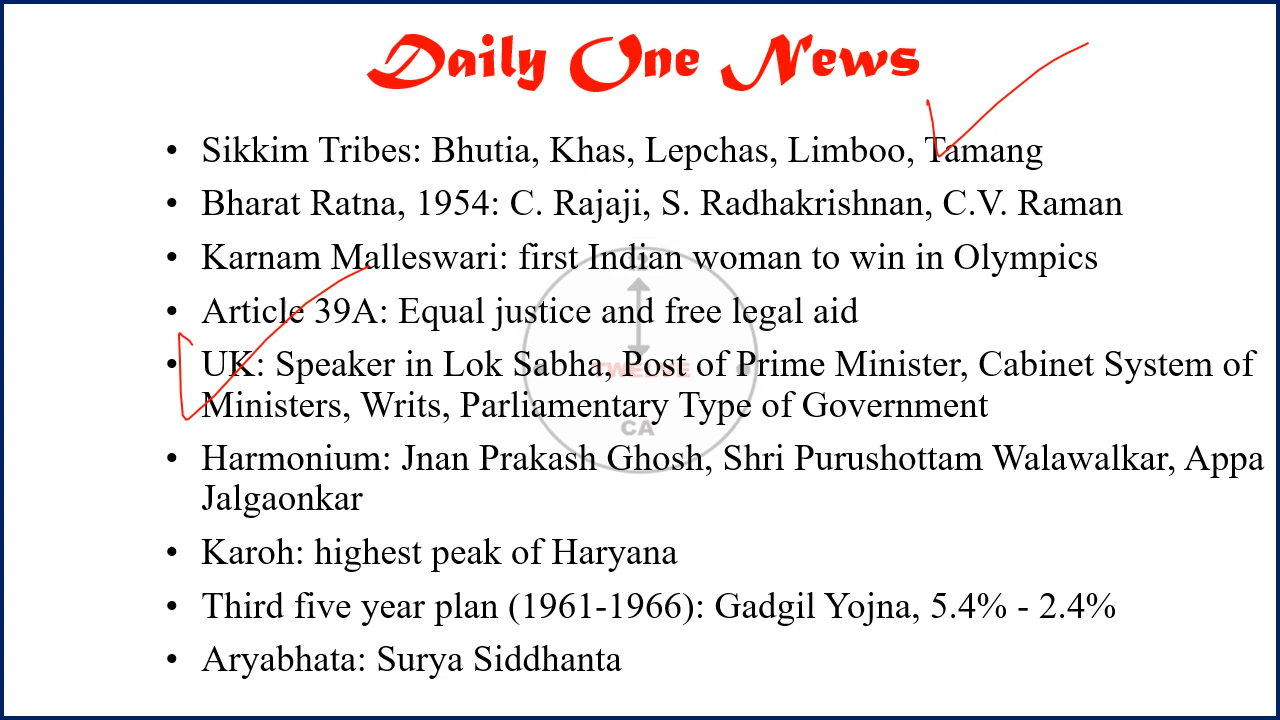 Daily One News
• Sikkim Tribes: Bhutia, Khas, Lepchas, Limboo, Tamang
• Bharat Ratna, 1954: C. Rajaji, S. Radhakrishnan, C.V. Raman
• Karnam Malleswari: first Indian woman to win in Olympics
• Article 39A: Equal justice and free legal aid
• UK: Speaker in Lok Sabha, Post of Prime Minister, Cabinet System of
Ministers, Writs, Parliamentary Type of Government
• Harmonium: Jnan Prakash Ghosh, Shri Purushottam Walawalkar, Appa
Jalgaonkar
• Karoh: highest peak of Haryana
• Third five year plan (1961-1966): Gadgil Yojna, 5.4% - 2.4%
• Aryabhata: Surya Siddhanta
CA